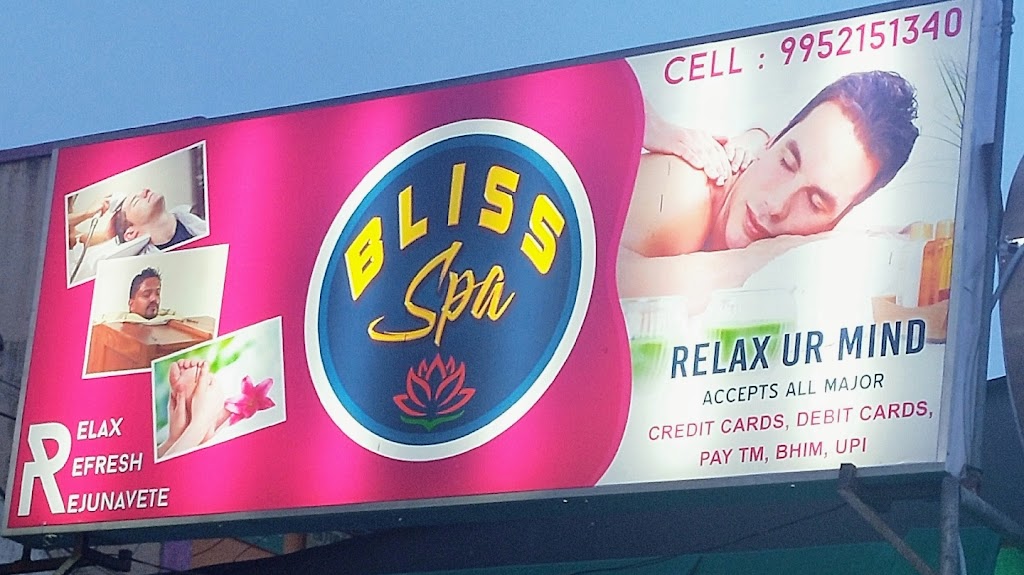 CELL : 9952151340
BLISS
Spa
RELAX
REFRESH
REJUNAVETE
RELAX UR MIND
ACCEPTS ALL MAJOR
CREDIT CARDS, DEBIT CARDS,
PAY TM, BHIM, UPI